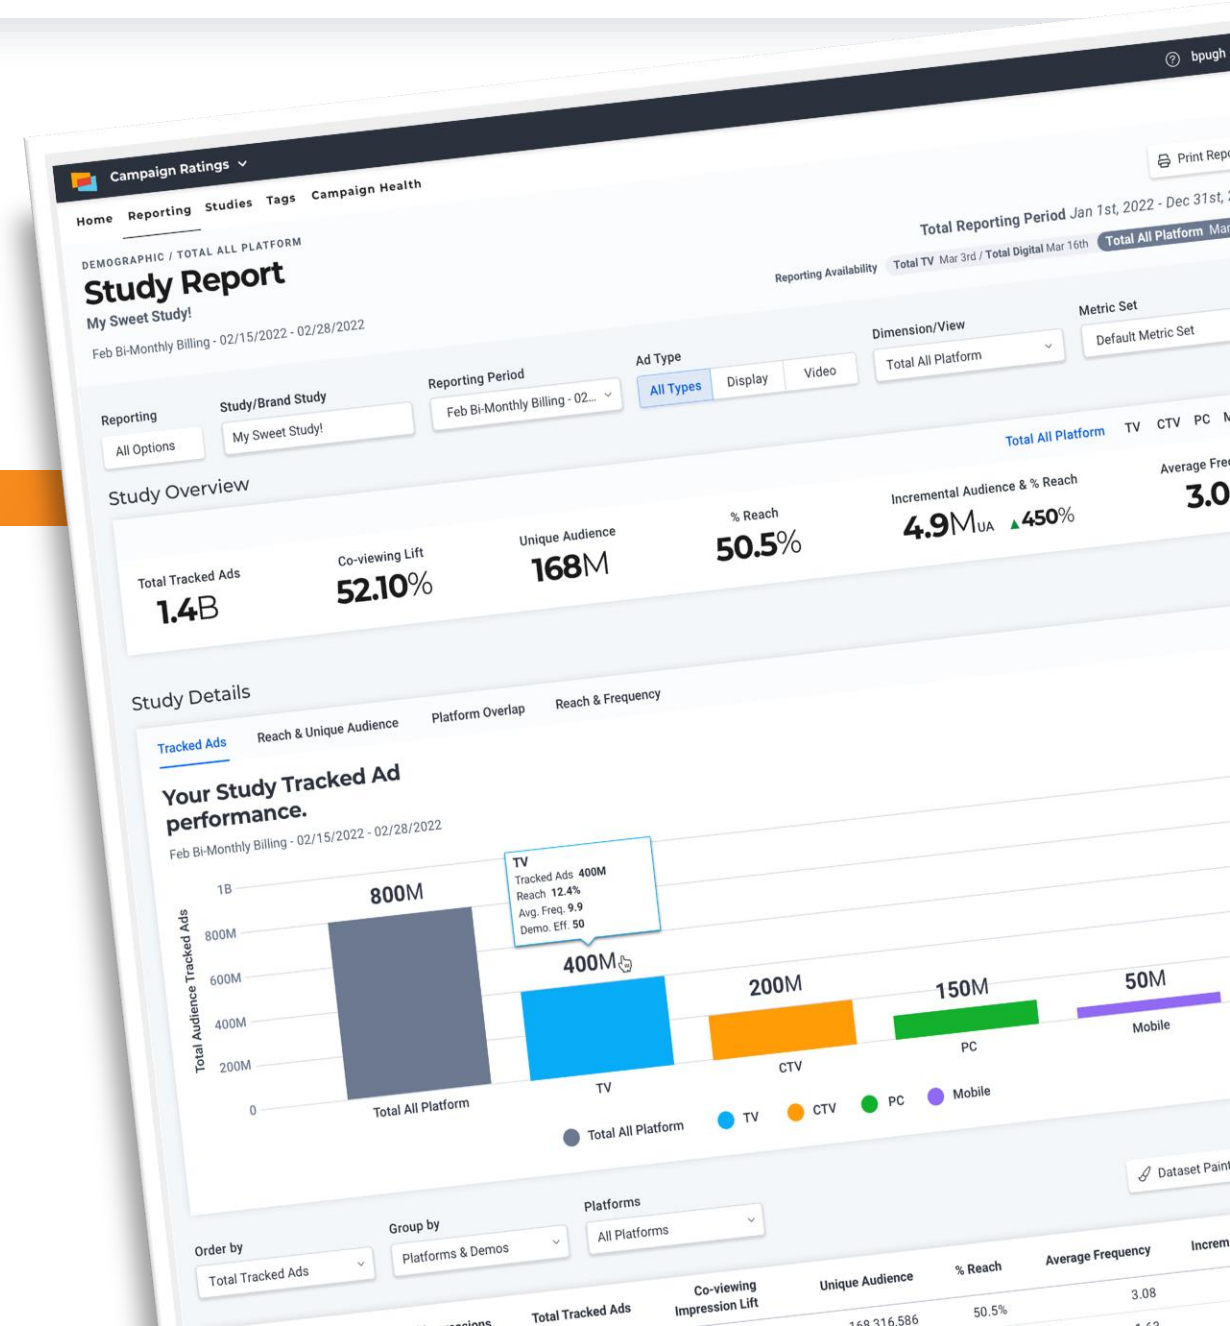 bpugh
Campaign Ratings
Print
Home Reporting Studies Tags Campaign Health
Total Reporting Period Jan 1st, 2022 - Dec 31st,
DEMOGRAPHIC / TOTAL ALL PLATFORM
Study Report
Reporting Availability Total TV Mar 3rd / Total Digital Mar 16th Total All Platform Mar
My Sweet Study!
Feb Bi-Monthly Billing - 02/15/2022 - 02/28/2022
Reporting
All Options
Study/Brand Study
My Sweet Study!
Reporting Period
Feb Bi-Monthly Billing - 02...
Ad Type
All Types Display Video
Dimension/View
Total All Platform
Metric Set
Default Metric Set
Study Overview
Total All Platform TV CTV PC
Total Tracked Ads
1.4B
Co-viewing Lift
52.10%
Unique Audience
168M
% Reach
50.5%
Incremental Audience & % Reach
4.9M UA ▲450%
Average
3.0
Study Details
Tracked Ads Reach & Unique Audience Platform Overlap Reach & Frequency
Your Study Tracked Ad
performance.
Feb Bi-Monthly Billing - 02/15/2022 - 02/28/2022
Total Audience Tracked Ads
1B
800M
600M
400M
200M
0
800M
TV
Tracked Ads 400M
Reach 12.4%
Avg. Freq. 9.9
Demo. Eff. 50
400M
200M
150M
50M
Total All Platform
TV
CTV
PC
Mobile
Total All Platform TV CTV PC Mobile
Dataset
Order by
Total Tracked Ads
Group by
Platforms & Demos
Platforms
All Platforms
Total Tracked Ads
Co-viewing
Impression Lift
Unique Audience
% Reach
Average Frequency
168,316,586
50.5%
3.08